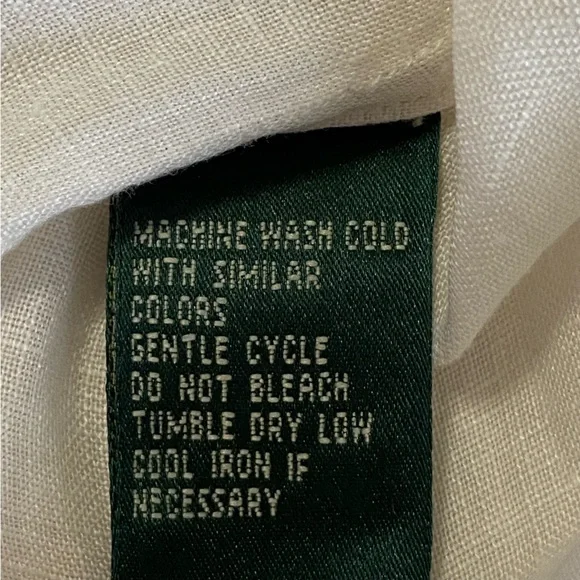 MACHINE WASH COLD
WITH SIMILAR
COLORS
GENTLE CYCLE
DO NOT BLEACH
TUMBLE DRY LOW
COOL IRON IF
NECESSARY